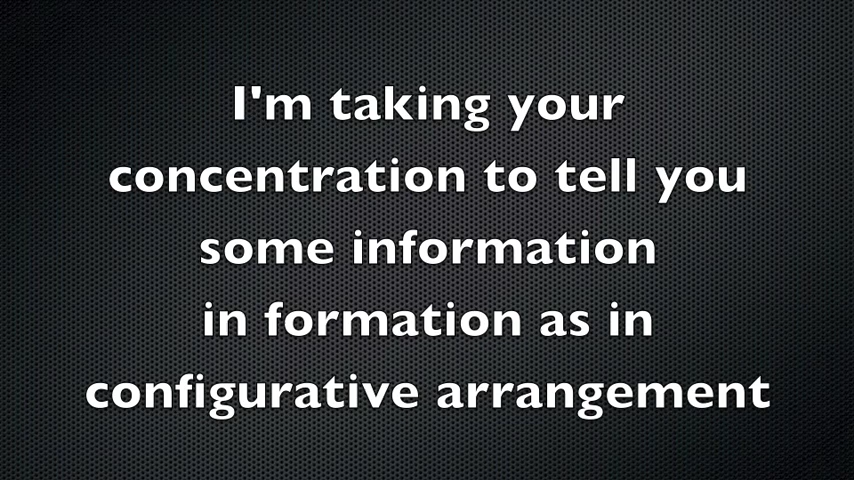 I'm taking your
concentration to tell you
some information
in formation as in
configurative arrangement